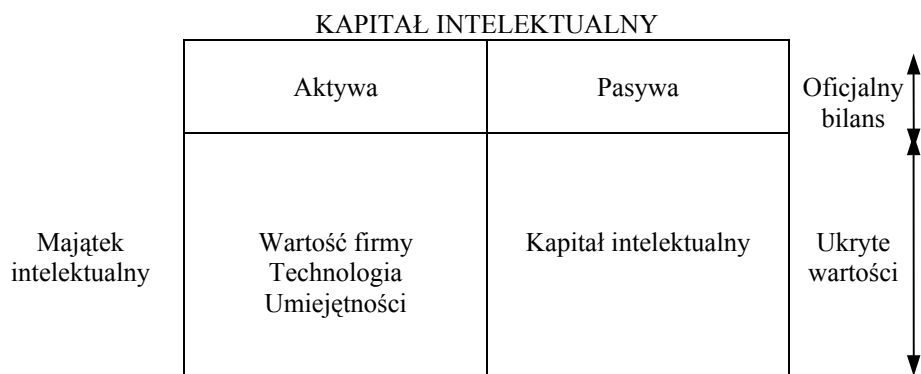 KAPITAŁ INTELEKTUALNY
Aktywa
Pasywa
Oficjalny
bilans
Majątek
intelektualny
Wartość firmy
Technologia
Umiejętności
Kapitał intelektualny
Ukryte
wartości